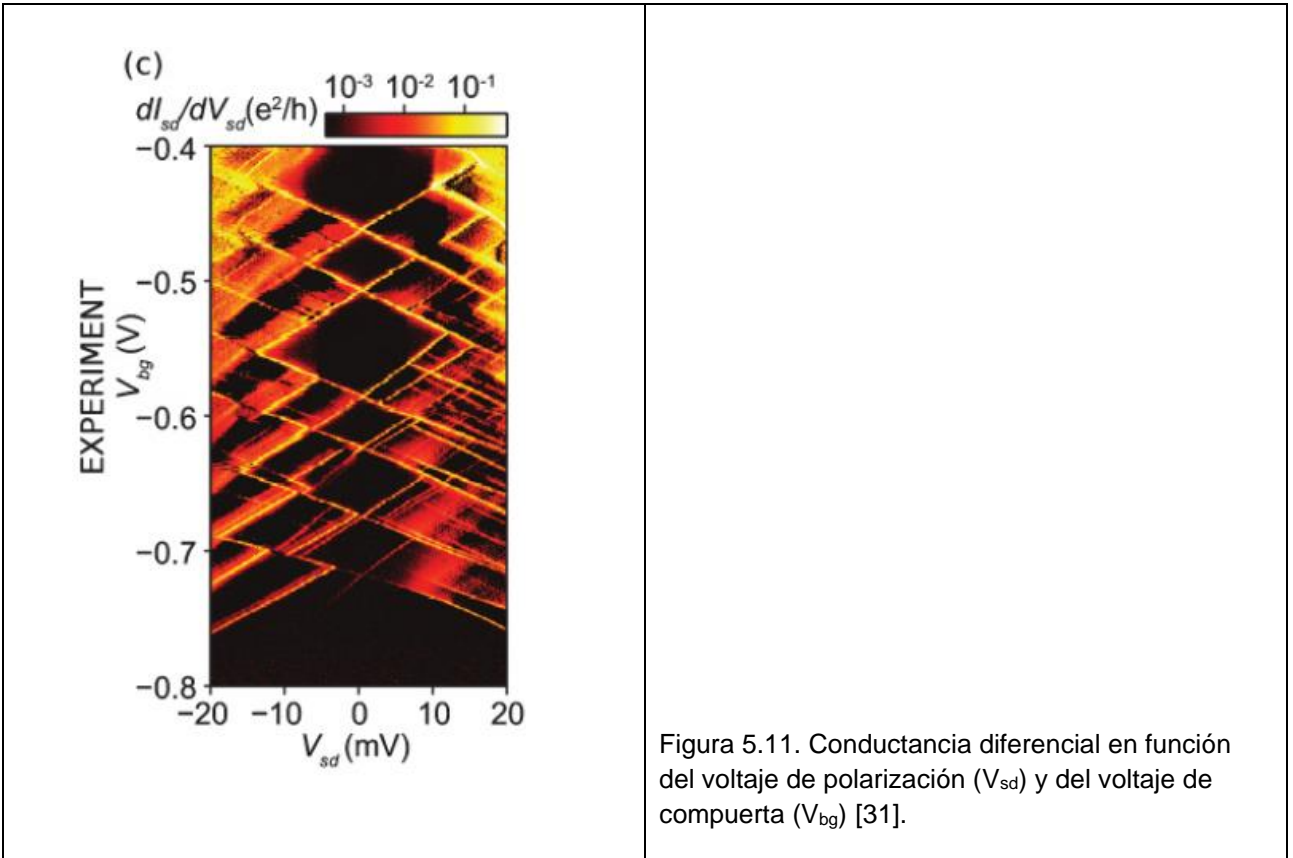 (c)
10⁻³ 10⁻² 10⁻¹
dI_sd/dV_sd(e²/h)
−0.4
−0.5
EXPERIMENT
V_bg (V)
−0.6
−0.7
−0.8
−20 −10 0 10 20
V_sd (mV)
Figura 5.11. Conductancia diferencial en función
del voltaje de polarización (V_sd) y del voltaje de
compuerta (V_bg) [31].